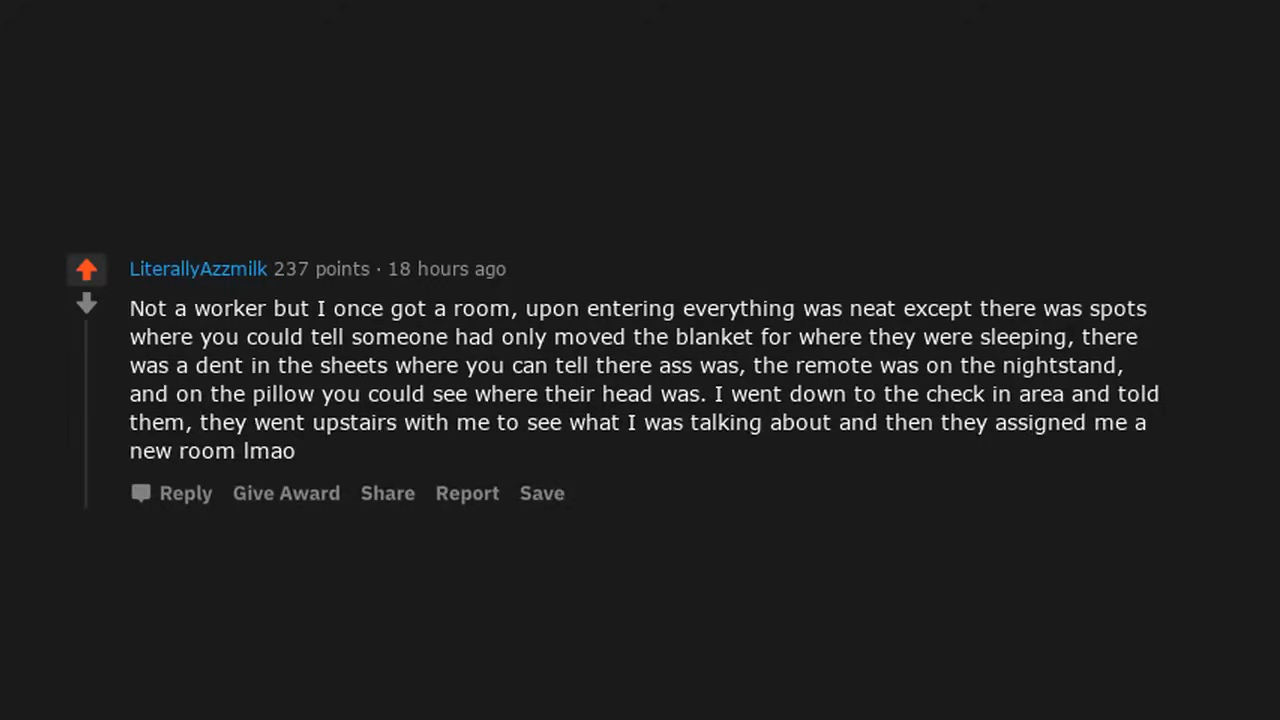 LiterallyAzzmilk 237 points · 18 hours ago
Not a worker but I once got a room, upon entering everything was neat except there was spots
where you could tell someone had only moved the blanket for where they were sleeping, there
was a dent in the sheets where you can tell there ass was, the remote was on the nightstand,
and on the pillow you could see where their head was. I went down to the check in area and told
them, they went upstairs with me to see what I was talking about and then they assigned me a
new room lmao
Reply Give Award Share Report Save